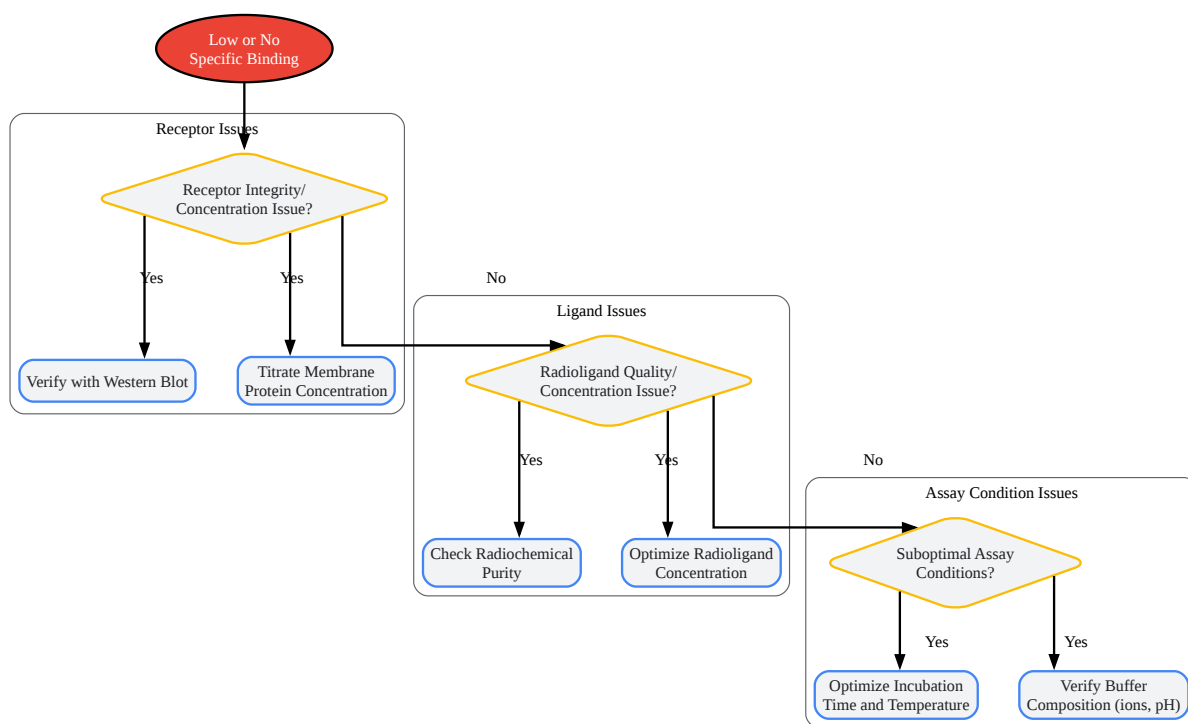 Low or No
Specific Binding
Receptor Issues
Receptor Integrity/
Concentration Issue?
Yes
Yes
No
Verify with Western Blot
Titrate Membrane
Protein Concentration
Ligand Issues
Radioligand Quality/
Concentration Issue?
Yes
Yes
No
Check Radiochemical
Purity
Optimize Radioligand
Concentration
Assay Condition Issues
Suboptimal Assay
Conditions?
Yes
Yes
Optimize Incubation
Time and Temperature
Verify Buffer
Composition (ions, pH)